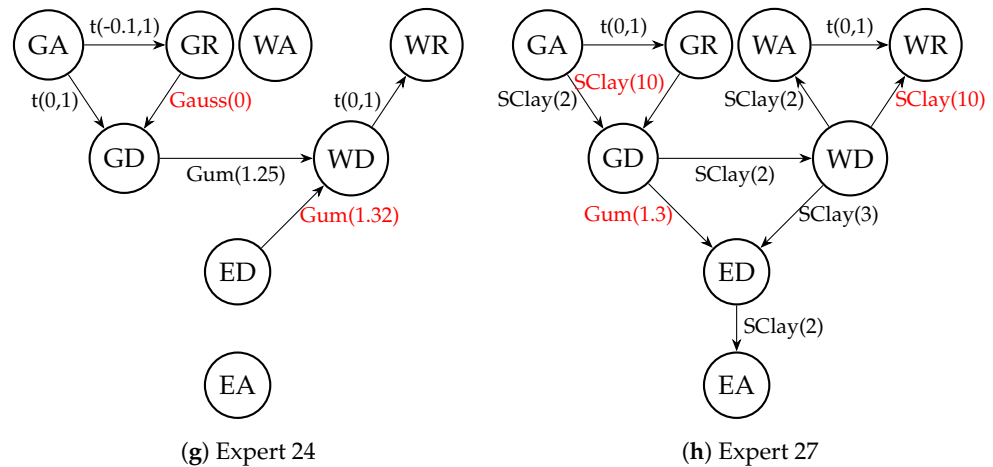 GA t(-0.1,1) GR WA WR
t(0,1) Gauss(0) t(0,1)
GD Gum(1.25) WD
Gum(1.32)
ED
EA
(g) Expert 24
GA t(0,1) GR WA t(0,1) WR
SClay(2) SClay(10) SClay(2) SClay(10)
GD SClay(2) WD
Gum(1.3) SClay(3)
ED
SClay(2)
EA
(h) Expert 27